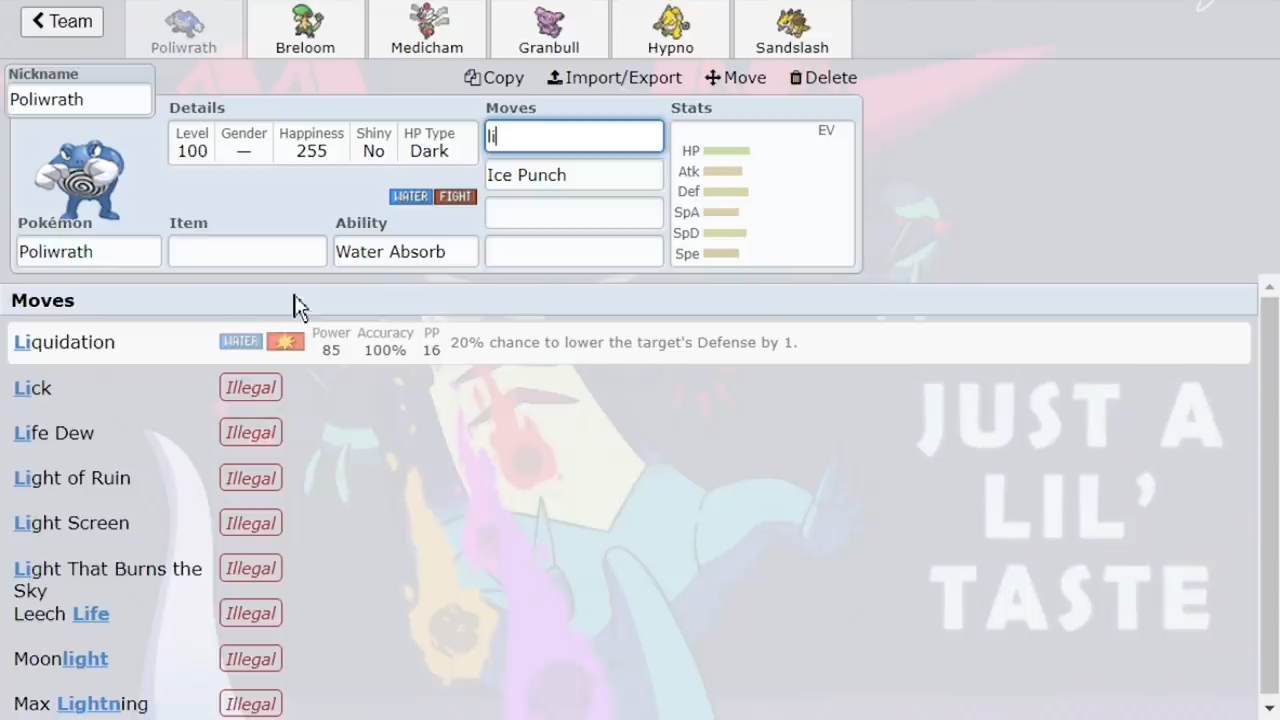 Team
Poliwrath
Breloom
Medicham
Granbull
Hypno
Sandslash
Nickname
Poliwrath
Copy
Import/Export
Move
Delete
Details
Level
100
Gender
—
Happiness
255
Shiny
No
HP Type
Dark
WATER
FIGHT
Pokémon
Poliwrath
Item
Ability
Water Absorb
Moves
li
Ice Punch
Stats
EV
HP
Atk
Def
SpA
SpD
Spe
Moves
Liquidation
WATER
Power
85
Accuracy
100%
PP
16
20% chance to lower the target's Defense by 1.
Lick
Illegal
Life Dew
Illegal
Light of Ruin
Illegal
Light Screen
Illegal
Light That Burns the
Sky
Illegal
Leech Life
Illegal
Moonlight
Illegal
Max Lightning
Illegal
JUST A
LIL'
TASTE